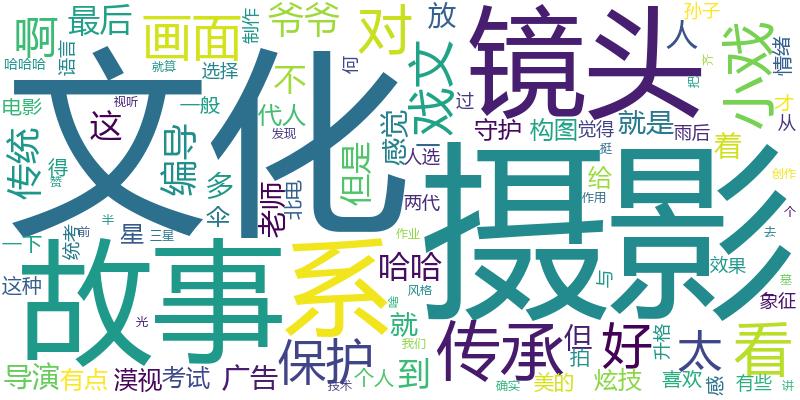 啊 最后 制作 画面 爷爷 对 放 镜头 人 孙子 小戏
哈哈哈 语言 就算 选择 何 情绪
文化 不 戏文 过 把 齐
电影 视听 一般 代人 感觉 守护 构图 觉得 就是 雨后 才 从
传统 这 编导 发现 但是 人选 挺 着
得 赞 多 老师 北电 给 创作
半 伞 两代 摄影 作用 个
一下 统考 前 星 三星 去
这种 故事 系 哈哈 作业 与 效果 墓
光 风格 象征
保护 就 我们 传承 但 好 升格 太 看
导演 有点 漠视 考试 广告 个人 到 拍
技术 确实 美的 炫技 喜欢 感 有些 讲